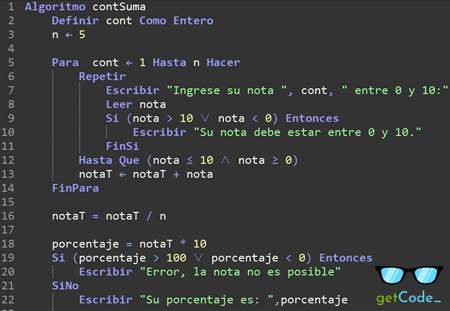 1 Algoritmo contSuma
2 Definir cont Como Entero
3 n ← 5
4
5 Para cont ← 1 Hasta n Hacer
6 Repetir
7 Escribir "Ingrese su nota ", cont, " entre 0 y 10:"
8 Leer nota
9 Si (nota > 10 ∨ nota < 0) Entonces
10 Escribir "Su nota debe estar entre 0 y 10."
11 FinSi
12 Hasta Que (nota ≤ 10 ∧ nota ≥ 0)
13 notaT ← notaT + nota
14 FinPara
15
16 notaT = notaT / n
17
18 porcentaje = notaT * 10
19 Si (porcentaje > 100 ∨ porcentaje < 0) Entonces
20 Escribir "Error, la nota no es posible"
21 SiNo
22 Escribir "Su porcentaje es: ",porcentaje
getCode_